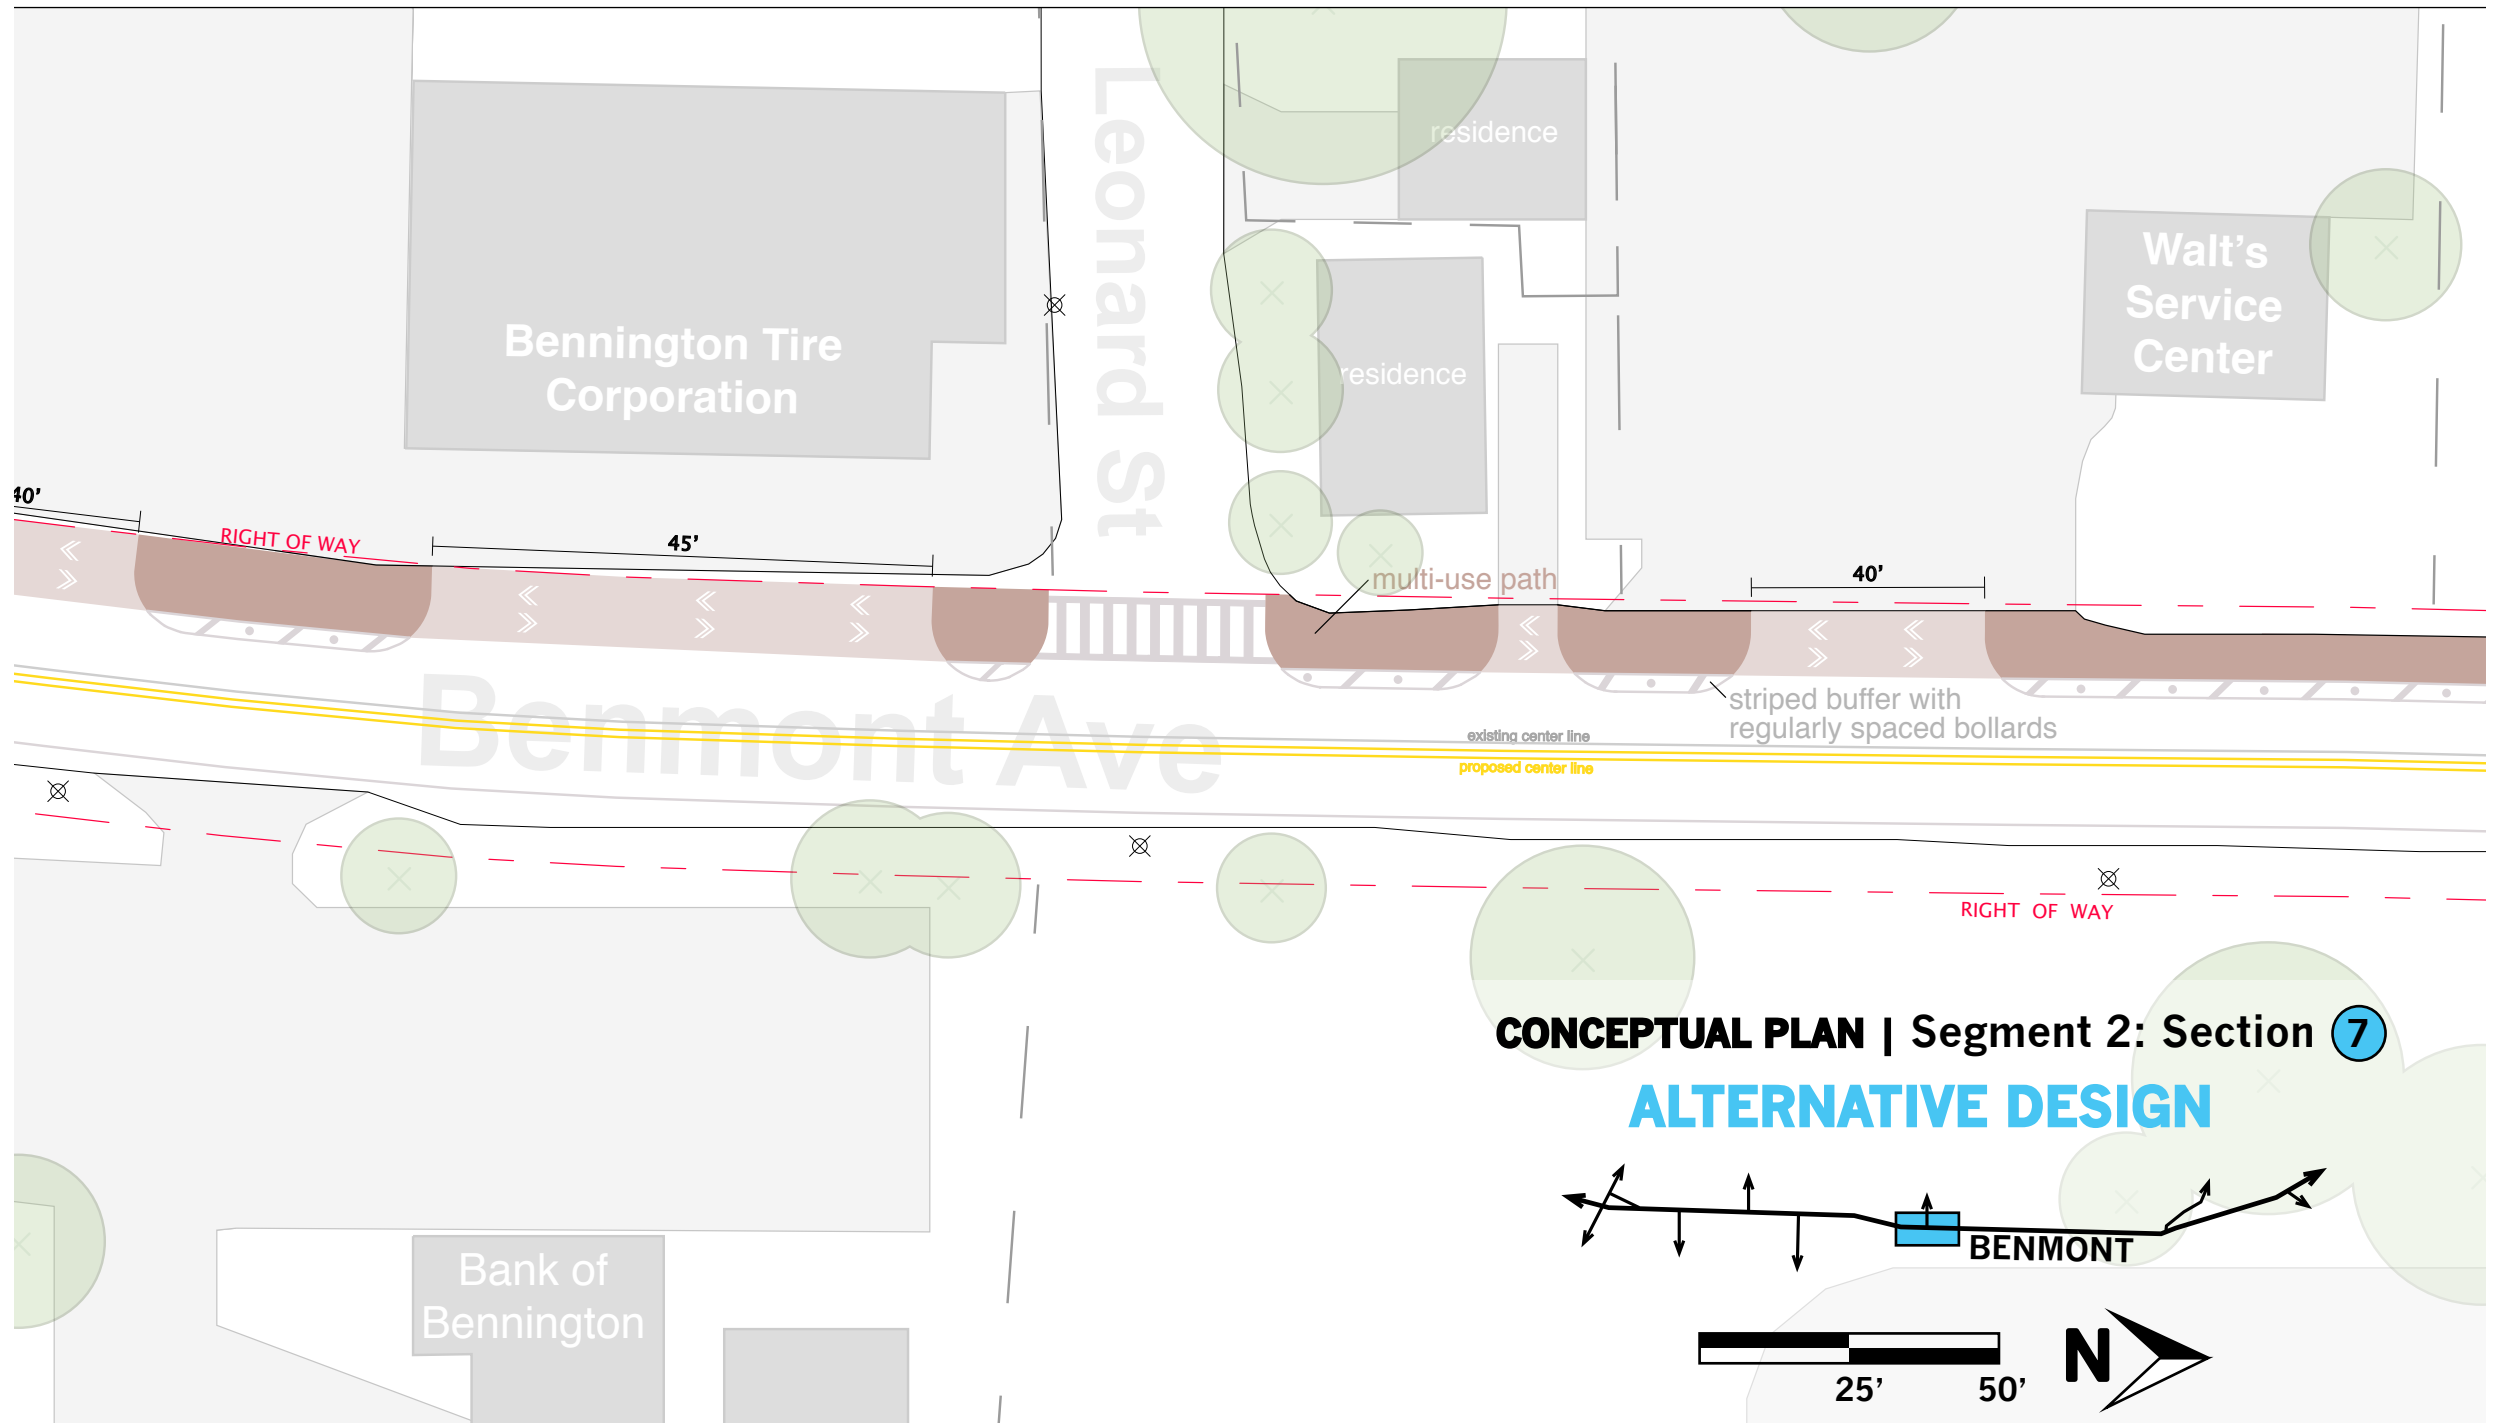 Leonard St
residence
Walt's
Service
Center
Bennington Tire
Corporation
residence
40'
RIGHT OF WAY
45'
multi-use path
40'
striped buffer with
regularly spaced bollards
Benmont Ave
existing center line
proposed center line
RIGHT OF WAY
CONCEPTUAL PLAN | Segment 2: Section 7
ALTERNATIVE DESIGN
BENMONT
Bank of
Bennington
25' 50'
N